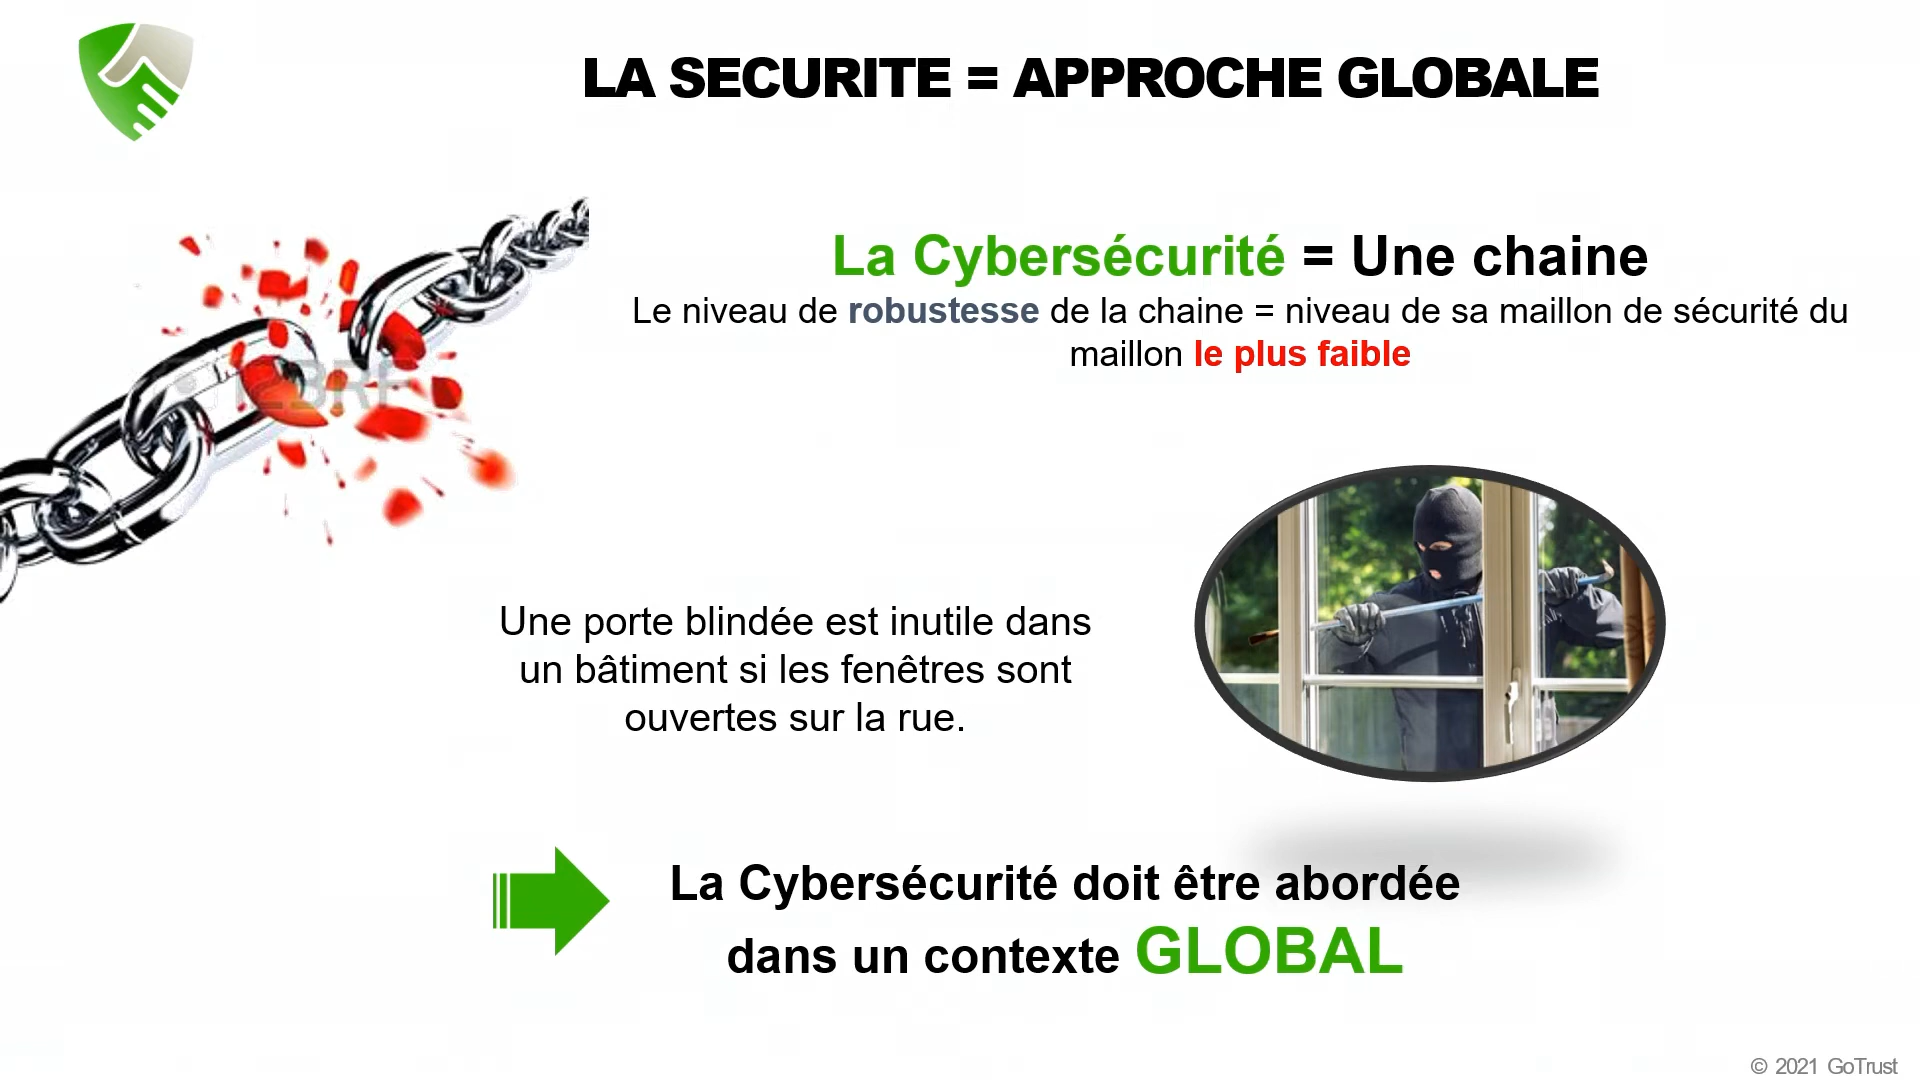 LA SECURITE = APPROCHE GLOBALE
La Cybersécurité = Une chaine
Le niveau de robustesse de la chaine = niveau de sa maillon de sécurité du
maillon le plus faible
123RF
Une porte blindée est inutile dans
un bâtiment si les fenêtres sont
ouvertes sur la rue.
La Cybersécurité doit être abordée
dans un contexte GLOBAL
© 2021 GoTrust